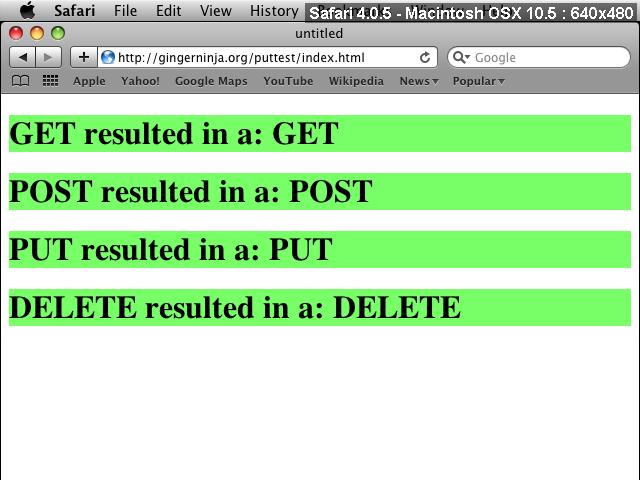 Safari File Edit View History
Safari 4.0.5 - Macintosh OSX 10.5 : 640x480
untitled
http://gingerninja.org/puttest/index.html
Google
Apple Yahoo! Google Maps YouTube Wikipedia News Popular
GET resulted in a: GET
POST resulted in a: POST
PUT resulted in a: PUT
DELETE resulted in a: DELETE